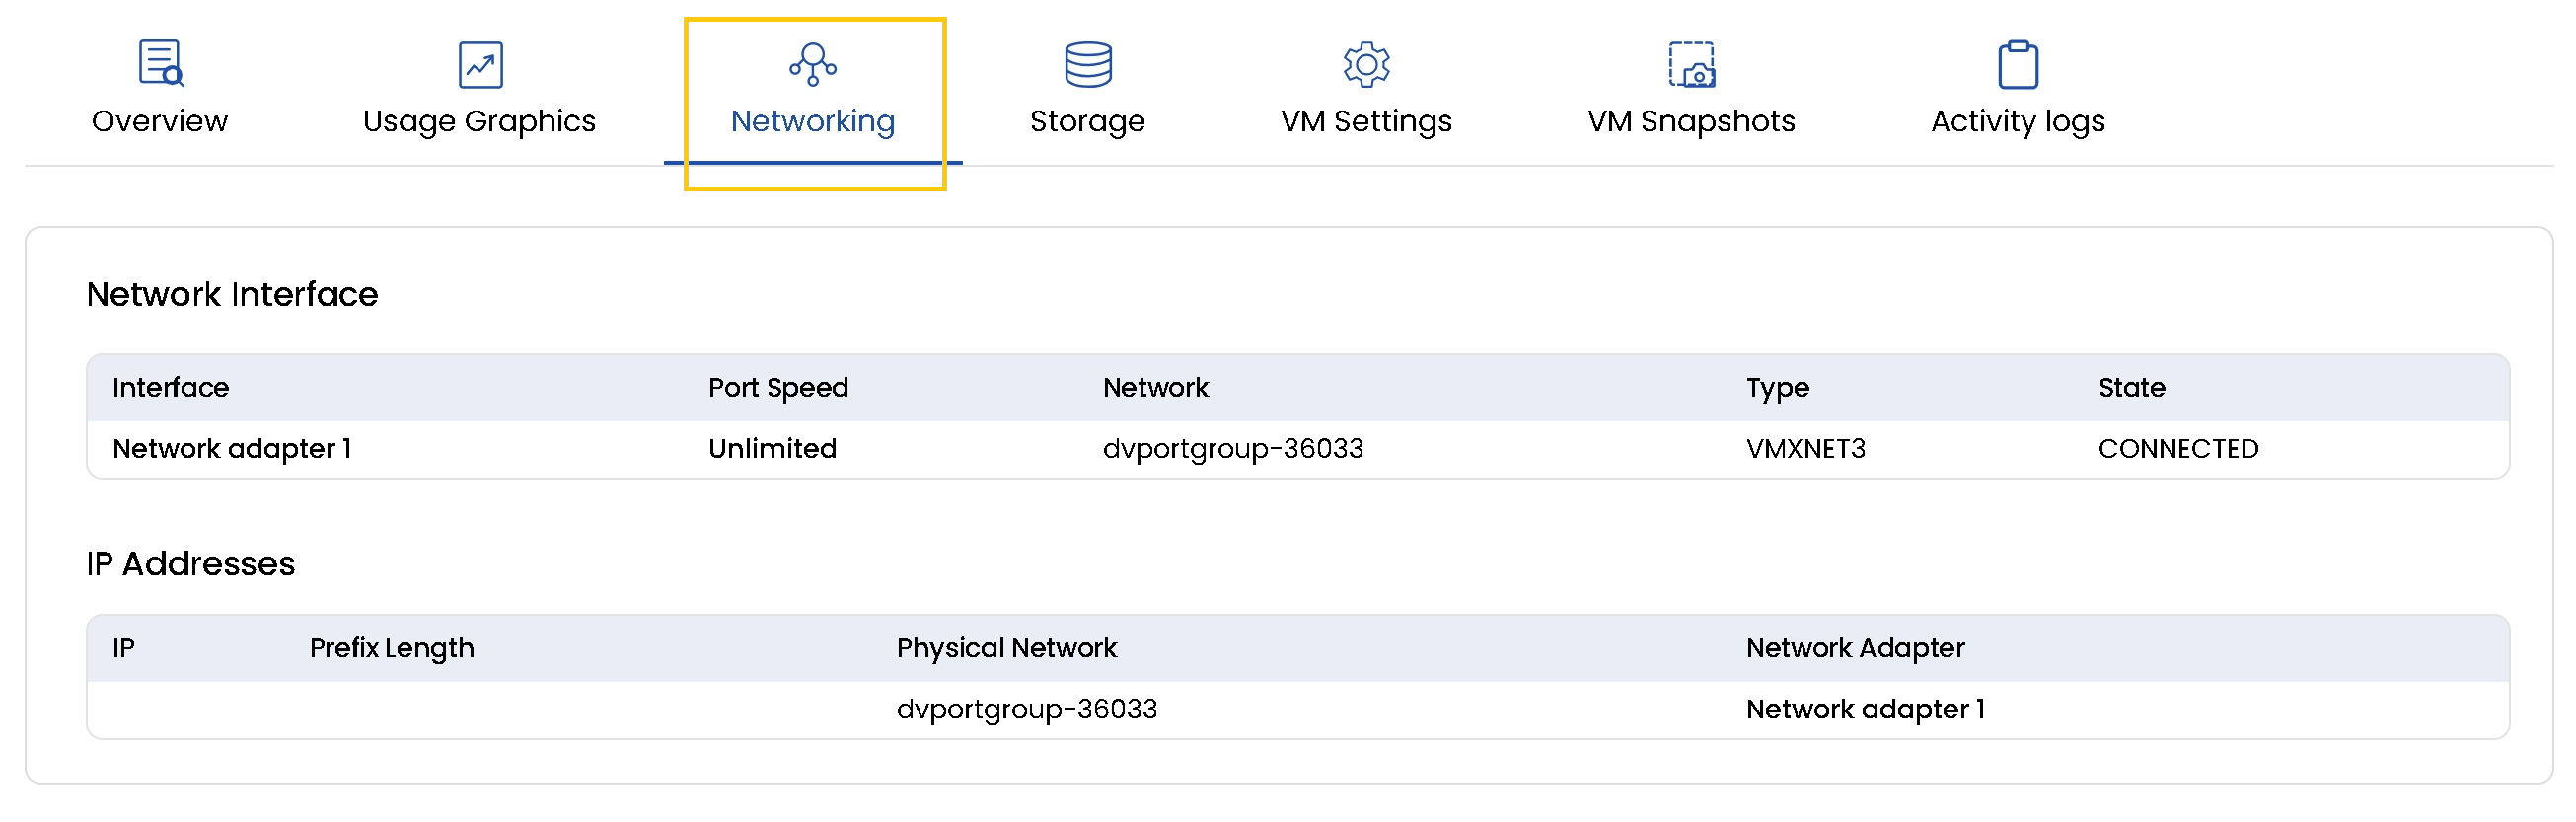 Overview Usage Graphics Networking Storage VM Settings VM Snapshots Activity logs
Network Interface
Interface Port Speed Network Type State
Network adapter 1 Unlimited dvportgroup-36033 VMXNET3 CONNECTED
IP Addresses
IP Prefix Length Physical Network Network Adapter
dvportgroup-36033 Network adapter 1